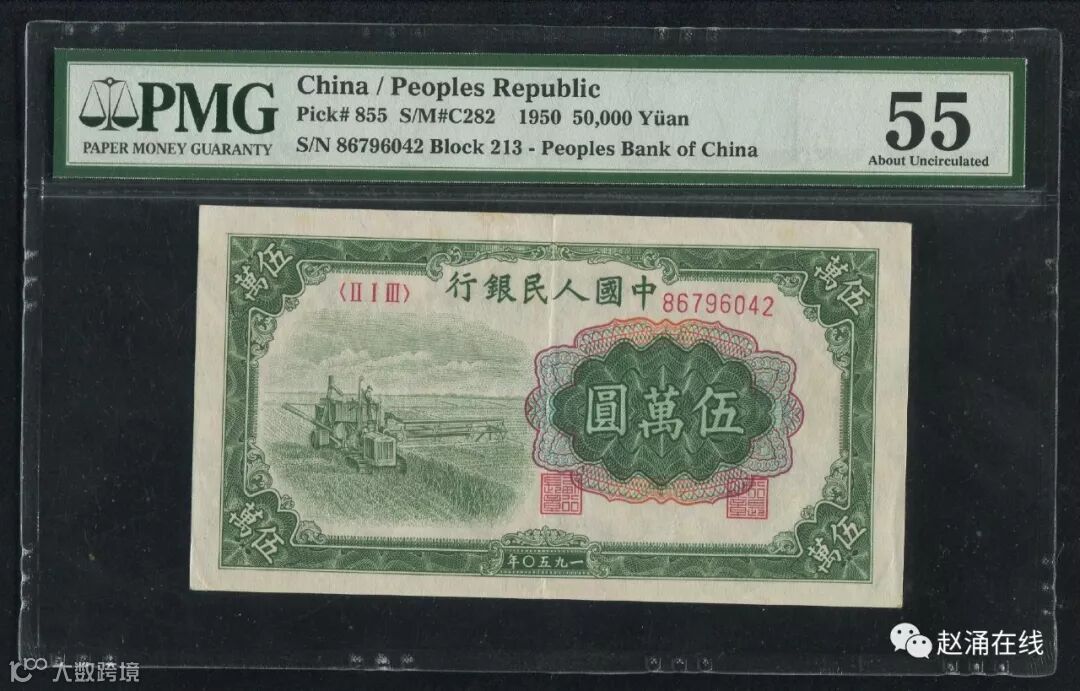 PMG
PAPER MONEY GUARANTY
China / Peoples Republic
Pick# 855 S/M#C282 1950 50,000 Yüan
S/N 86796042 Block 213 - Peoples Bank of China
55
About Uncirculated
伍萬
伍萬
〈II I III〉
行銀民人國中
86796042
圓萬伍
伍萬
伍萬
年〇五九一
赵涌在线
大数跨境